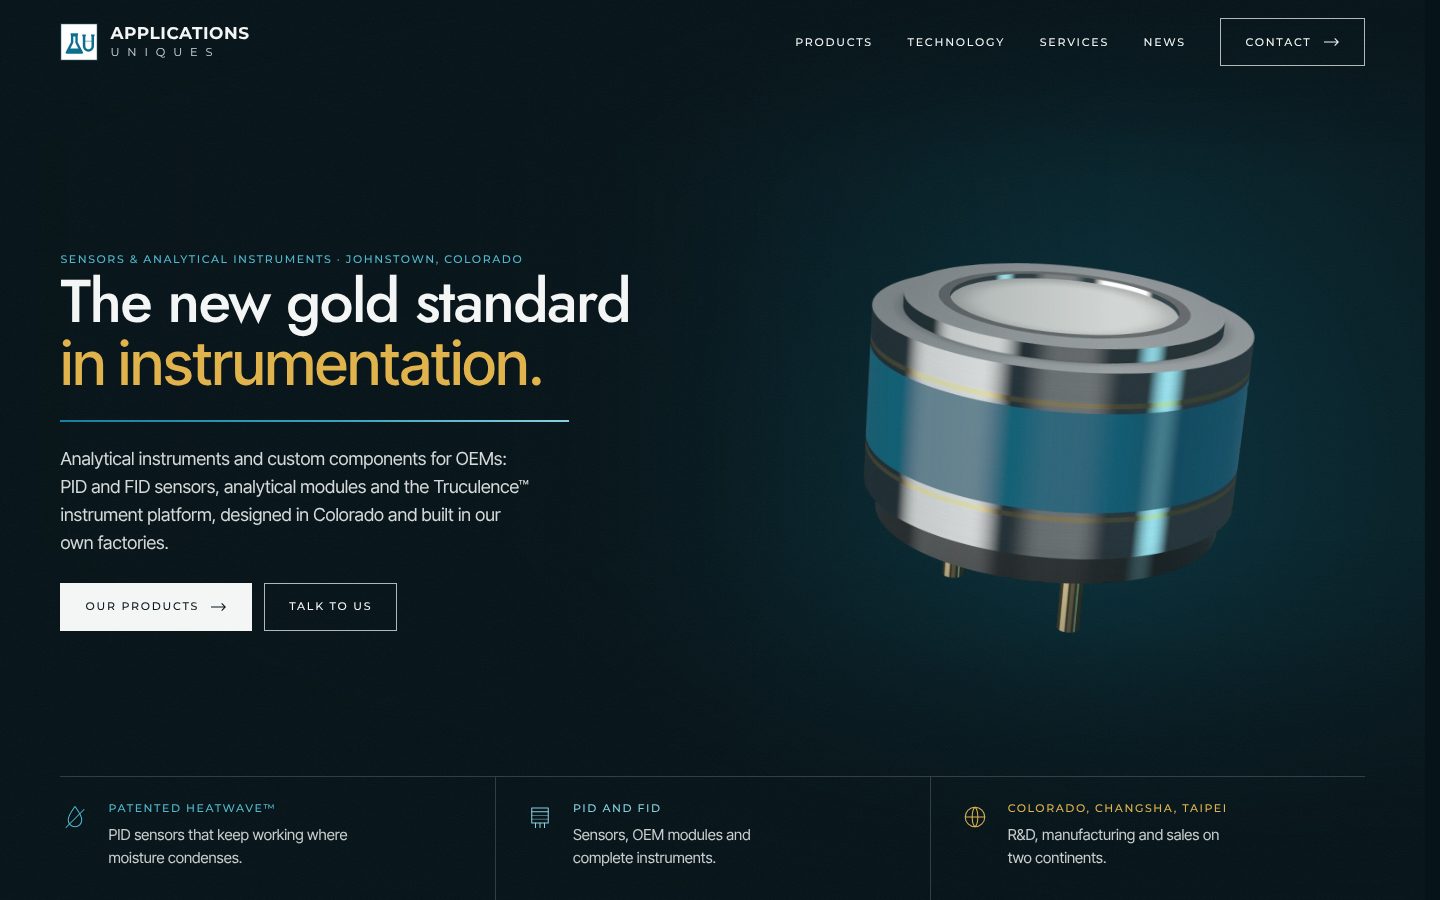 APPLICATIONS
UNIQUES
PRODUCTS
TECHNOLOGY
SERVICES
NEWS
CONTACT
SENSORS & ANALYTICAL INSTRUMENTS · JOHNSTOWN, COLORADO
The new gold standard
in instrumentation.
Analytical instruments and custom components for OEMs:
PID and FID sensors, analytical modules and the Truculence™
instrument platform, designed in Colorado and built in our
own factories.
OUR PRODUCTS
TALK TO US
PATENTED HEATWAVE™
PID sensors that keep working where
moisture condenses.
PID AND FID
Sensors, OEM modules and
complete instruments.
COLORADO, CHANGSHA, TAIPEI
R&D, manufacturing and sales on
two continents.